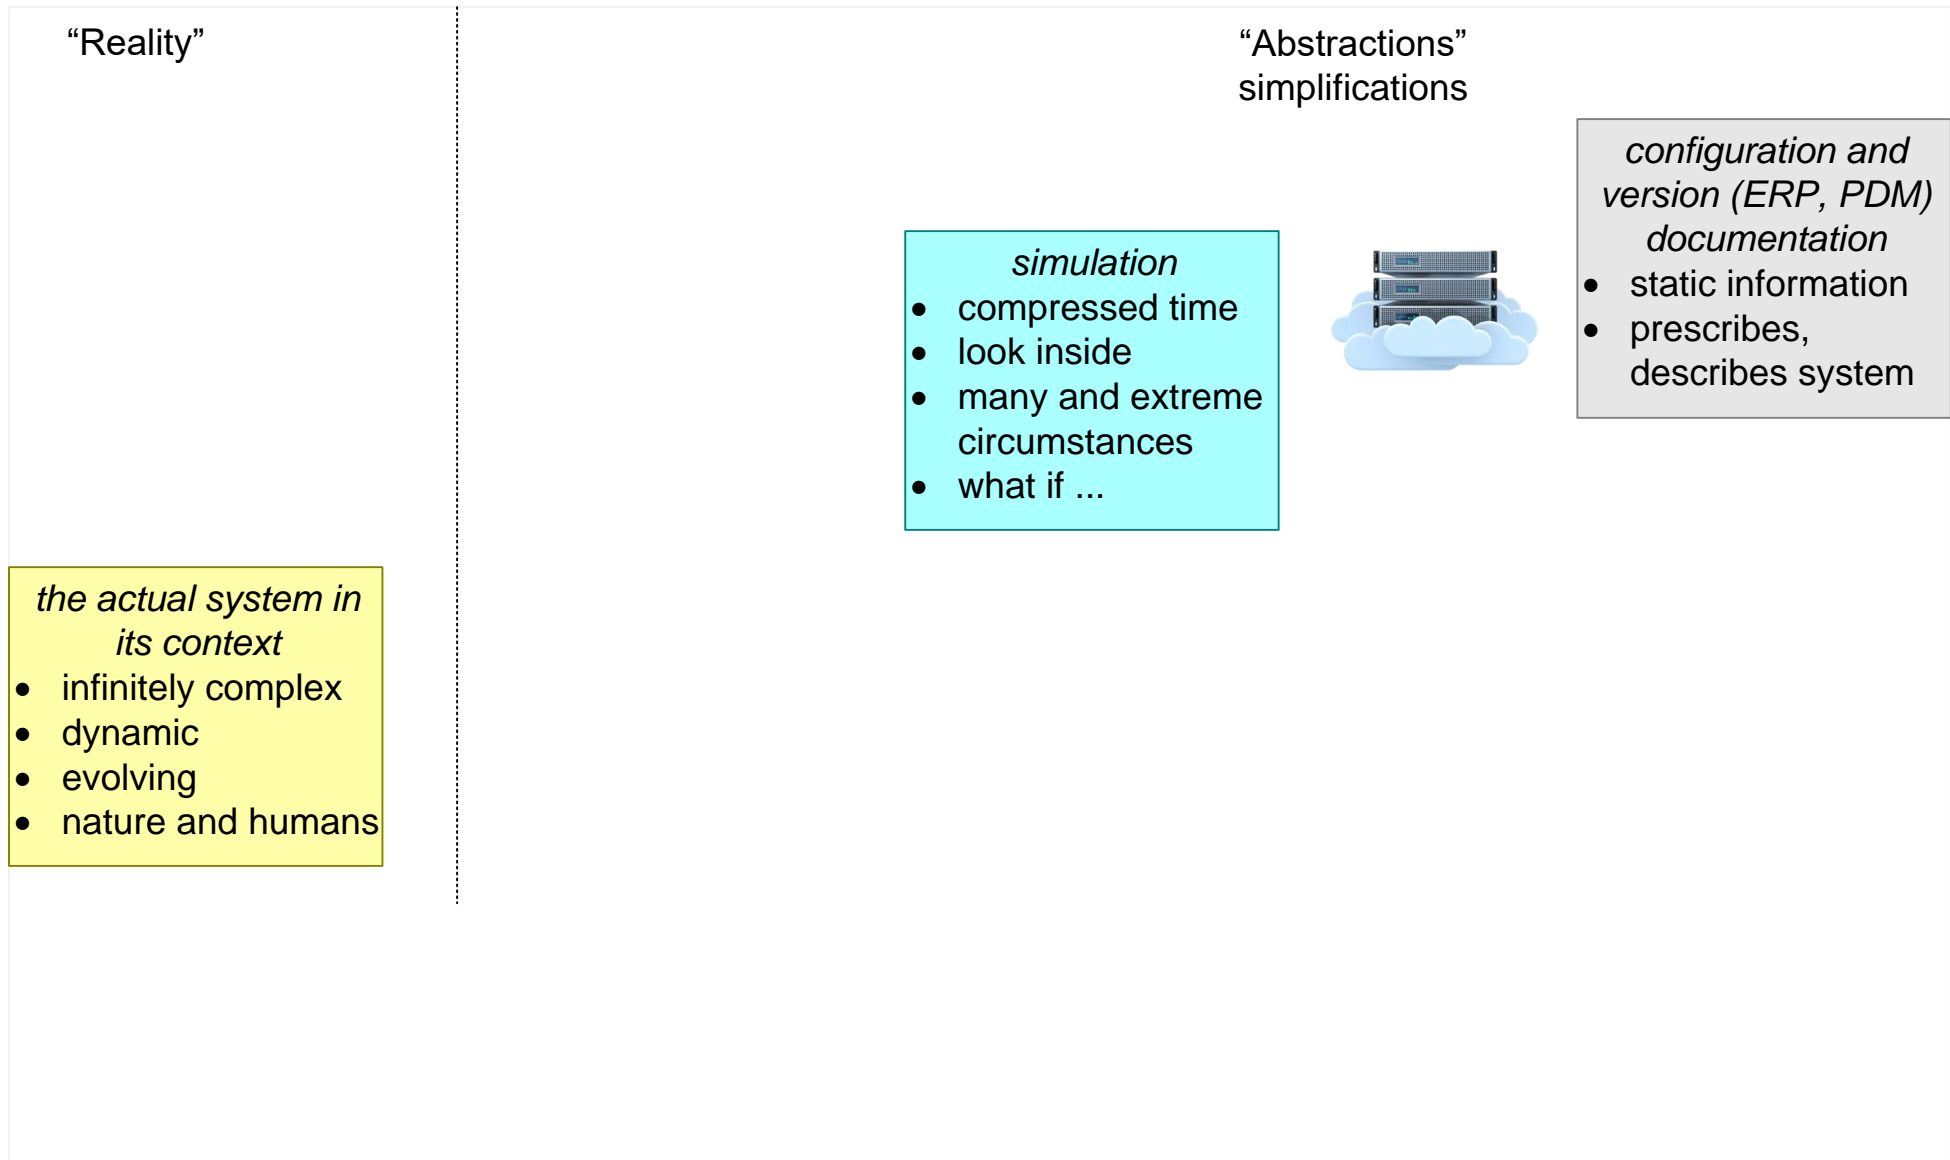 “Reality”
“Abstractions”
simplifications
configuration and
version (ERP, PDM)
documentation
• static information
• prescribes,
describes system
simulation
• compressed time
• look inside
• many and extreme
circumstances
• what if ...
the actual system in
its context
• infinitely complex
• dynamic
• evolving
• nature and humans